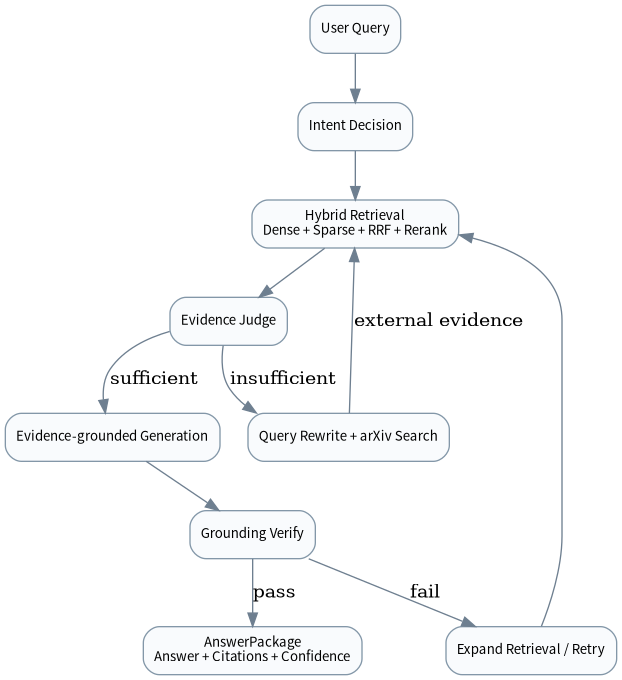 User Query
Intent Decision
Hybrid Retrieval
Dense + Sparse + RRF + Rerank
Evidence Judge
external evidence
sufficient
insufficient
Evidence-grounded Generation
Query Rewrite + arXiv Search
Grounding Verify
pass
fail
AnswerPackage
Answer + Citations + Confidence
Expand Retrieval / Retry